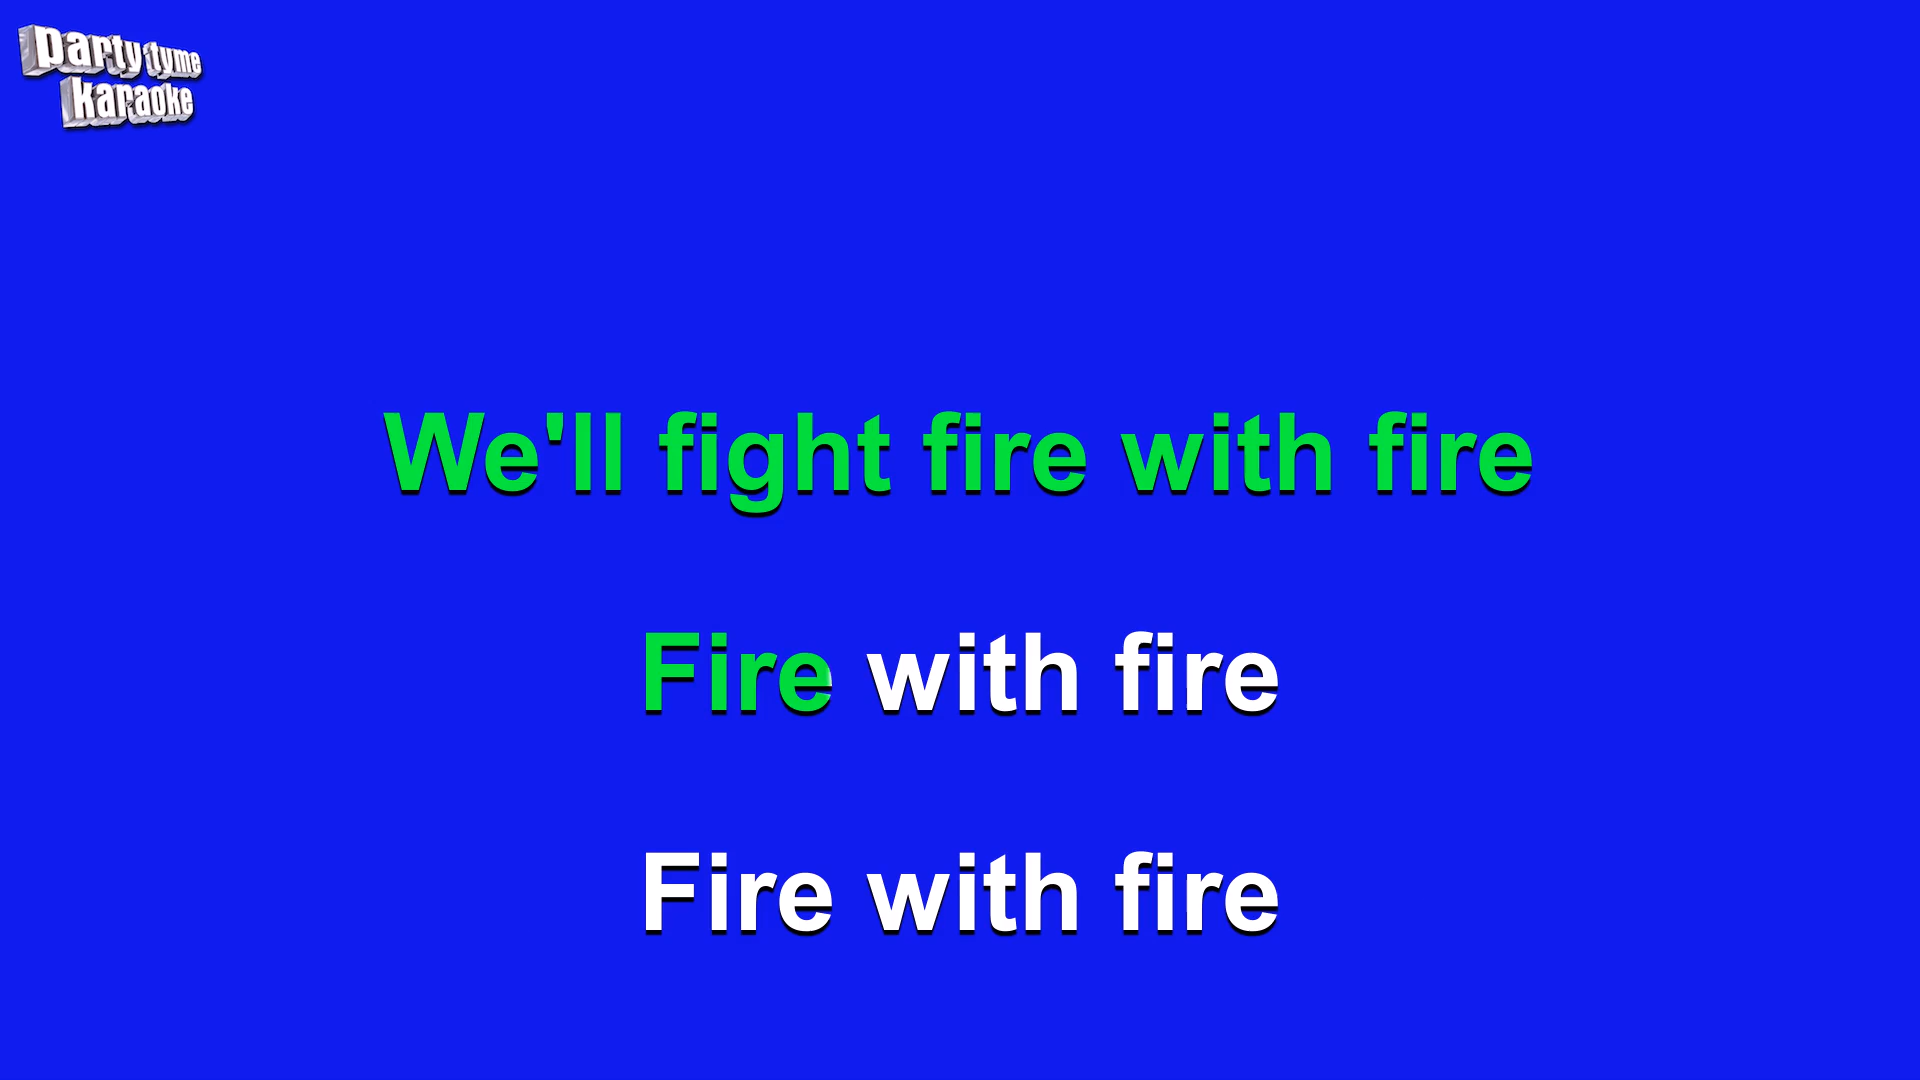 party tyme
karaoke
We'll fight fire with fire
Fire with fire
Fire with fire